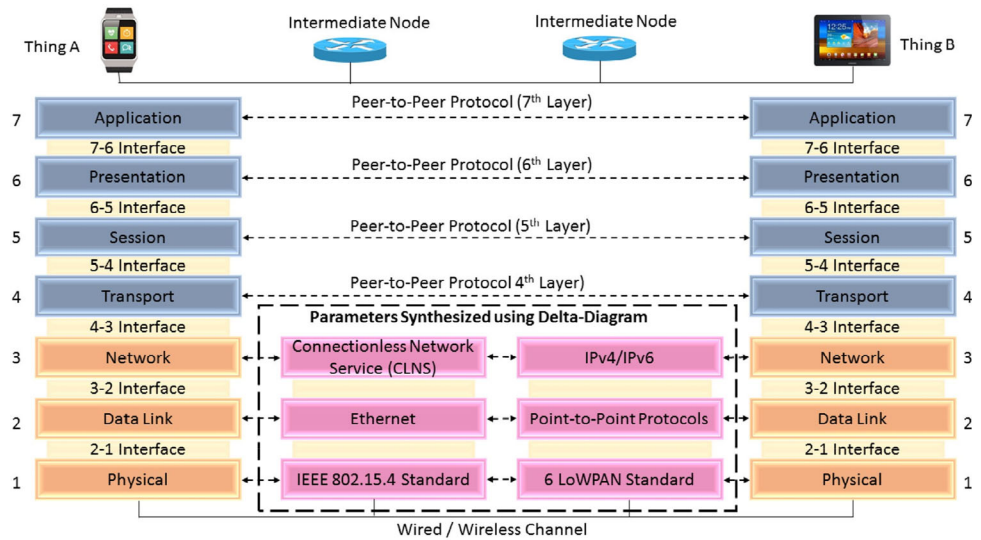 Thing A
Intermediate Node
Intermediate Node
Thing B
Peer-to-Peer Protocol (7th Layer)
7 Application
Application 7
7-6 Interface
7-6 Interface
Peer-to-Peer Protocol (6th Layer)
6 Presentation
Presentation 6
6-5 Interface
6-5 Interface
Peer-to-Peer Protocol (5th Layer)
5 Session
Session 5
5-4 Interface
5-4 Interface
Peer-to-Peer Protocol 4th Layer)
4 Transport
Transport 4
Parameters Synthesized using Delta-Diagram
4-3 Interface
4-3 Interface
3 Network
Connectionless Network
Service (CLNS)
IPv4/IPv6
Network 3
3-2 Interface
3-2 Interface
2 Data Link
Ethernet
Point-to-Point Protocols
Data Link 2
2-1 Interface
2-1 Interface
1 Physical
IEEE 802.15.4 Standard
6 LoWPAN Standard
Physical 1
Wired / Wireless Channel